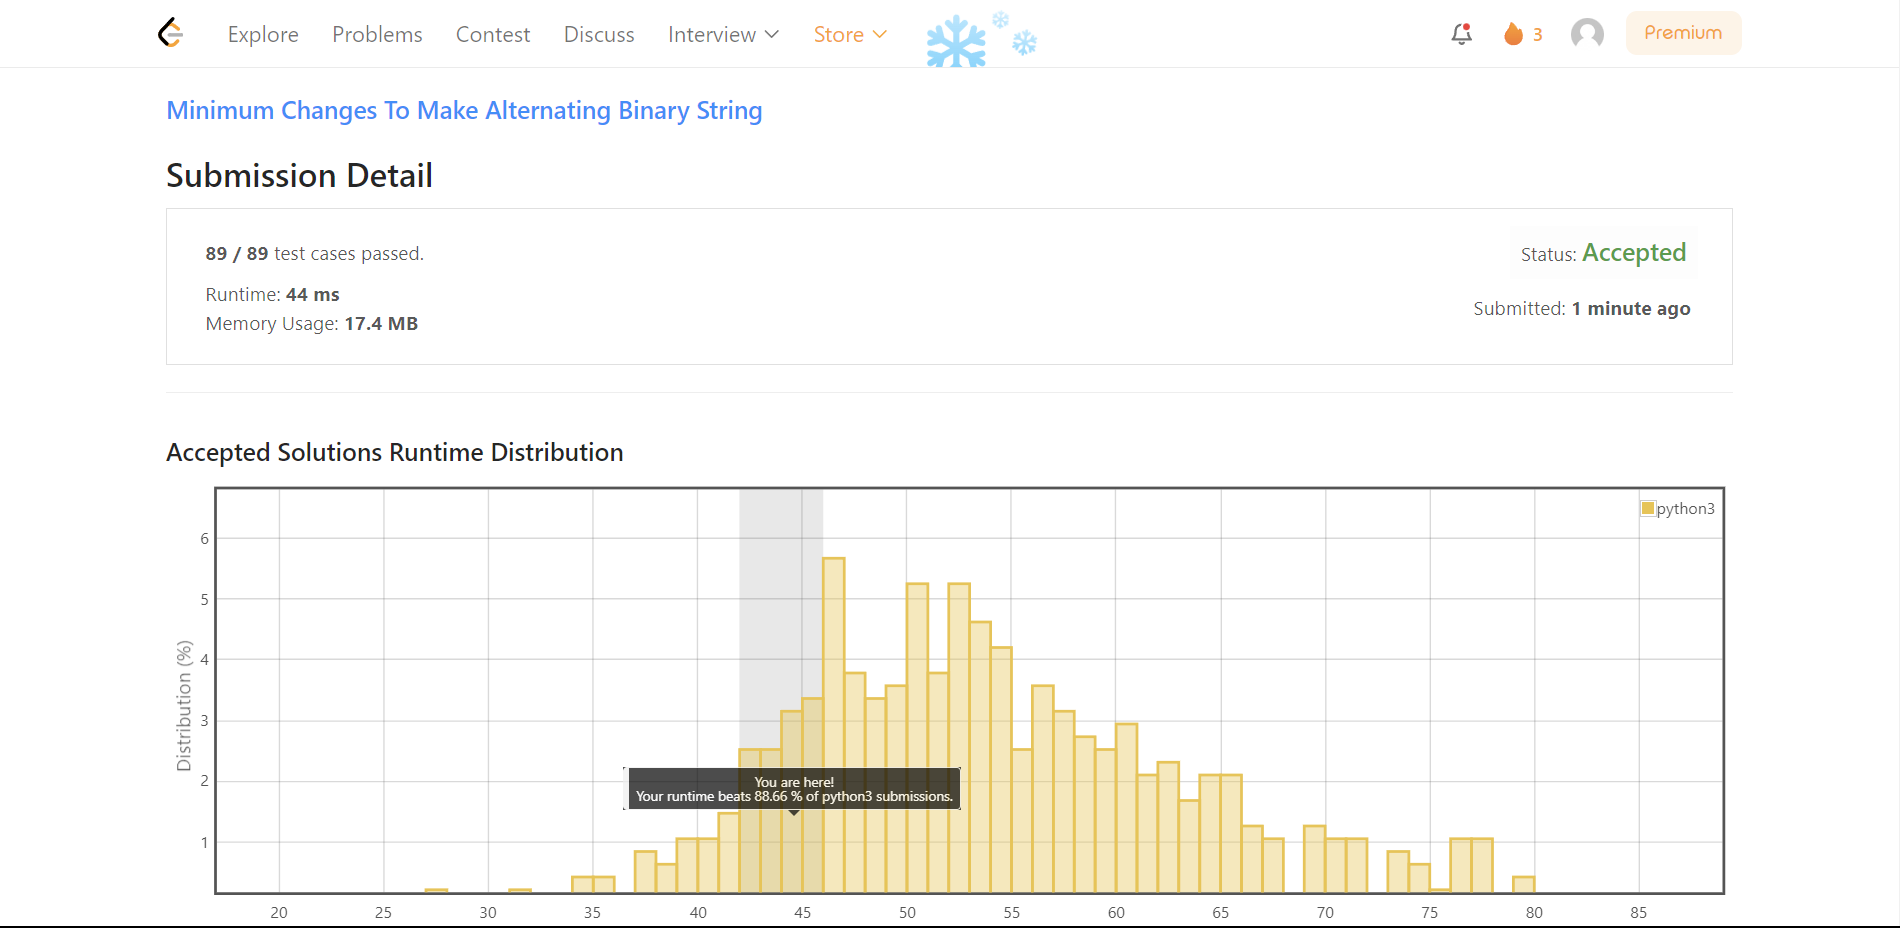 Explore Problems Contest Discuss Interview Store 3 Premium
Minimum Changes To Make Alternating Binary String
Submission Detail
89 / 89 test cases passed.
Status: Accepted
Runtime: 44 ms
Submitted: 1 minute ago
Memory Usage: 17.4 MB
Accepted Solutions Runtime Distribution
python3
Distribution (%)
6
5
4
3
2
1
You are here!
Your runtime beats 88.66 % of python3 submissions.
20 25 30 35 40 45 50 55 60 65 70 75 80 85